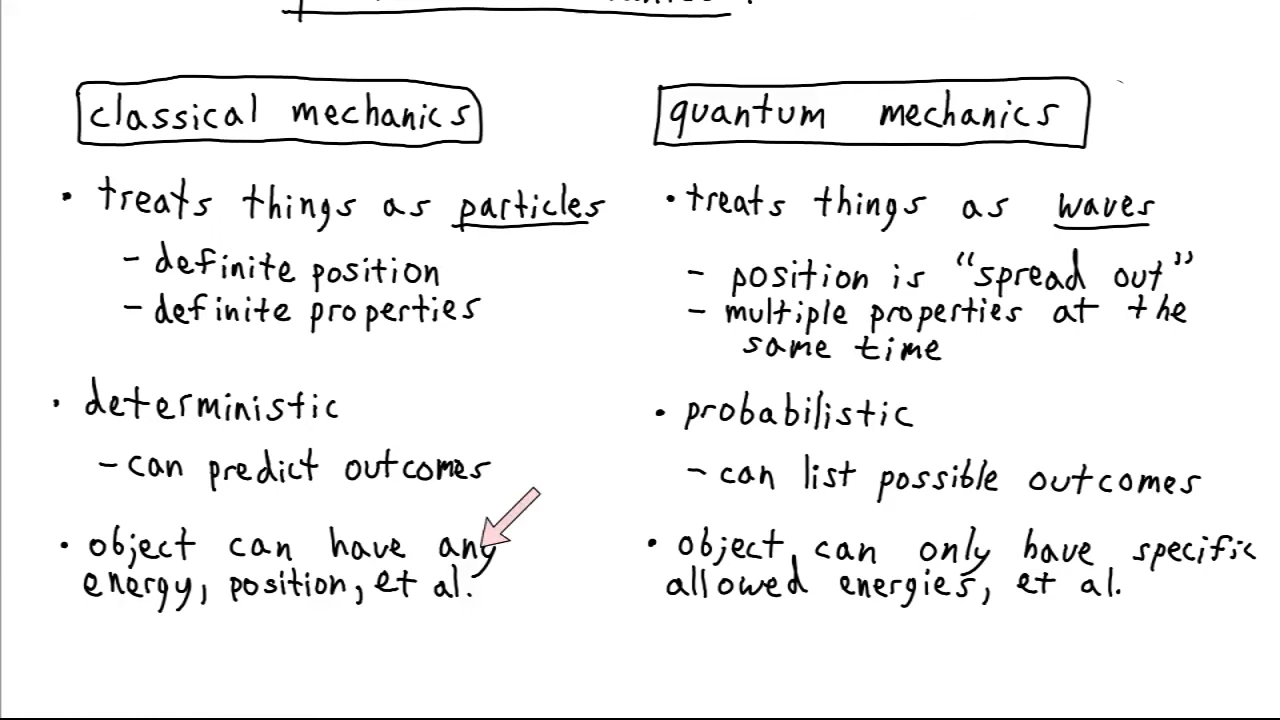 classical mechanics
• treats things as particles
- definite position
- definite properties
• deterministic
- can predict outcomes
• object can have any
energy, position, et al.
quantum mechanics
• treats things as waves
- position is “spread out”
- multiple properties at the
same time
• probabilistic
- can list possible outcomes
• object can only have specific
allowed energies, et al.